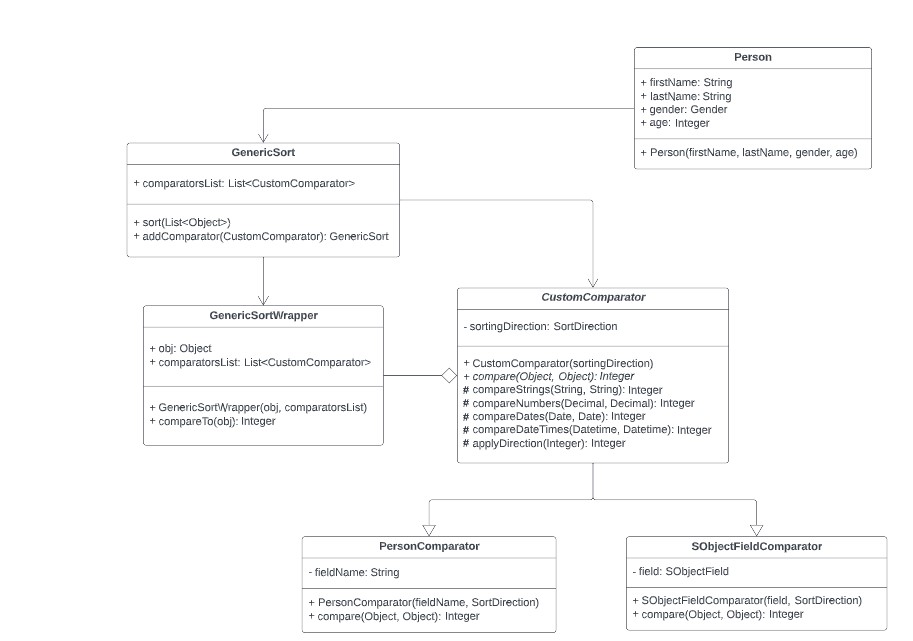 Person
+ firstName: String
+ lastName: String
+ gender: Gender
+ age: Integer
+ Person(firstName, lastName, gender, age)
GenericSort
+ comparatorsList: List<CustomComparator>
+ sort(List<Object>)
+ addComparator(CustomComparator): GenericSort
GenericSortWrapper
+ obj: Object
+ comparatorsList: List<CustomComparator>
+ GenericSortWrapper(obj, comparatorsList)
+ compareTo(obj): Integer
CustomComparator
- sortingDirection: SortDirection
+ CustomComparator(sortingDirection)
+ compare(Object, Object): Integer
# compareStrings(String, String): Integer
# compareNumbers(Decimal, Decimal): Integer
# compareDates(Date, Date): Integer
# compareDateTimes(Datetime, Datetime): Integer
# applyDirection(Integer): Integer
PersonComparator
- fieldName: String
+ PersonComparator(fieldName, SortDirection)
+ compare(Object, Object): Integer
SObjectFieldComparator
- field: SObjectField
+ SObjectFieldComparator(field, SortDirection)
+ compare(Object, Object): Integer